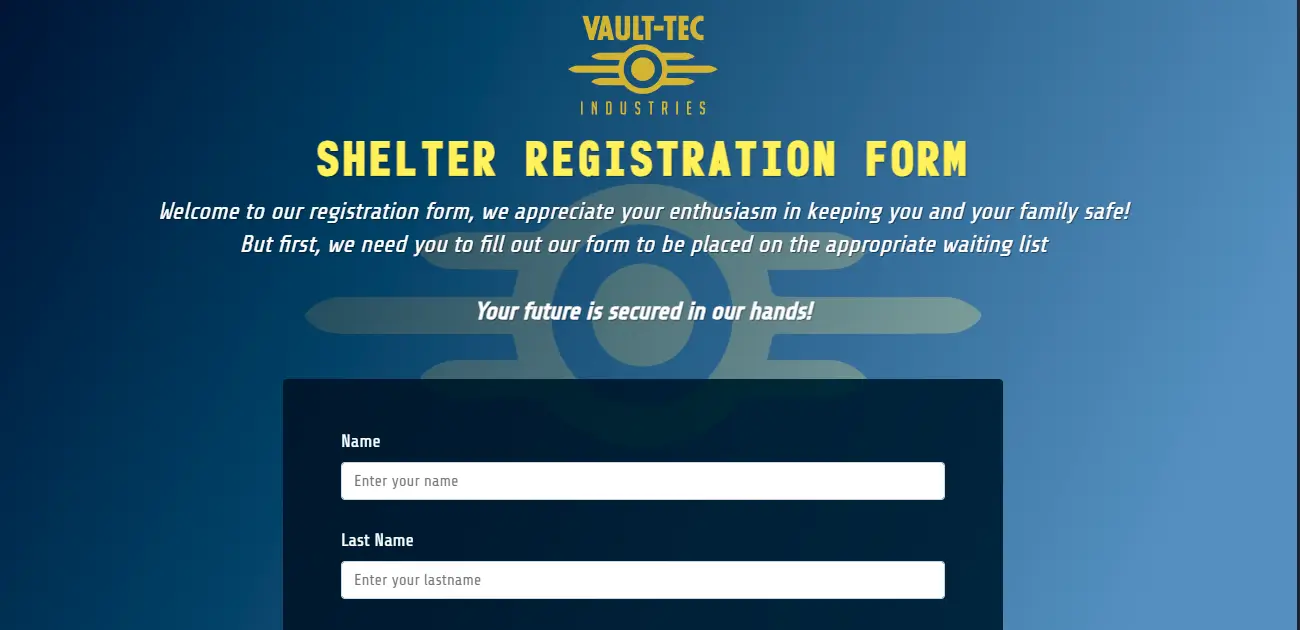 VAULT-TEC
INDUSTRIES
SHELTER REGISTRATION FORM
Welcome to our registration form, we appreciate your enthusiasm in keeping you and your family safe!
But first, we need you to fill out our form to be placed on the appropriate waiting list
Your future is secured in our hands!
Name
Enter your name
Last Name
Enter your lastname